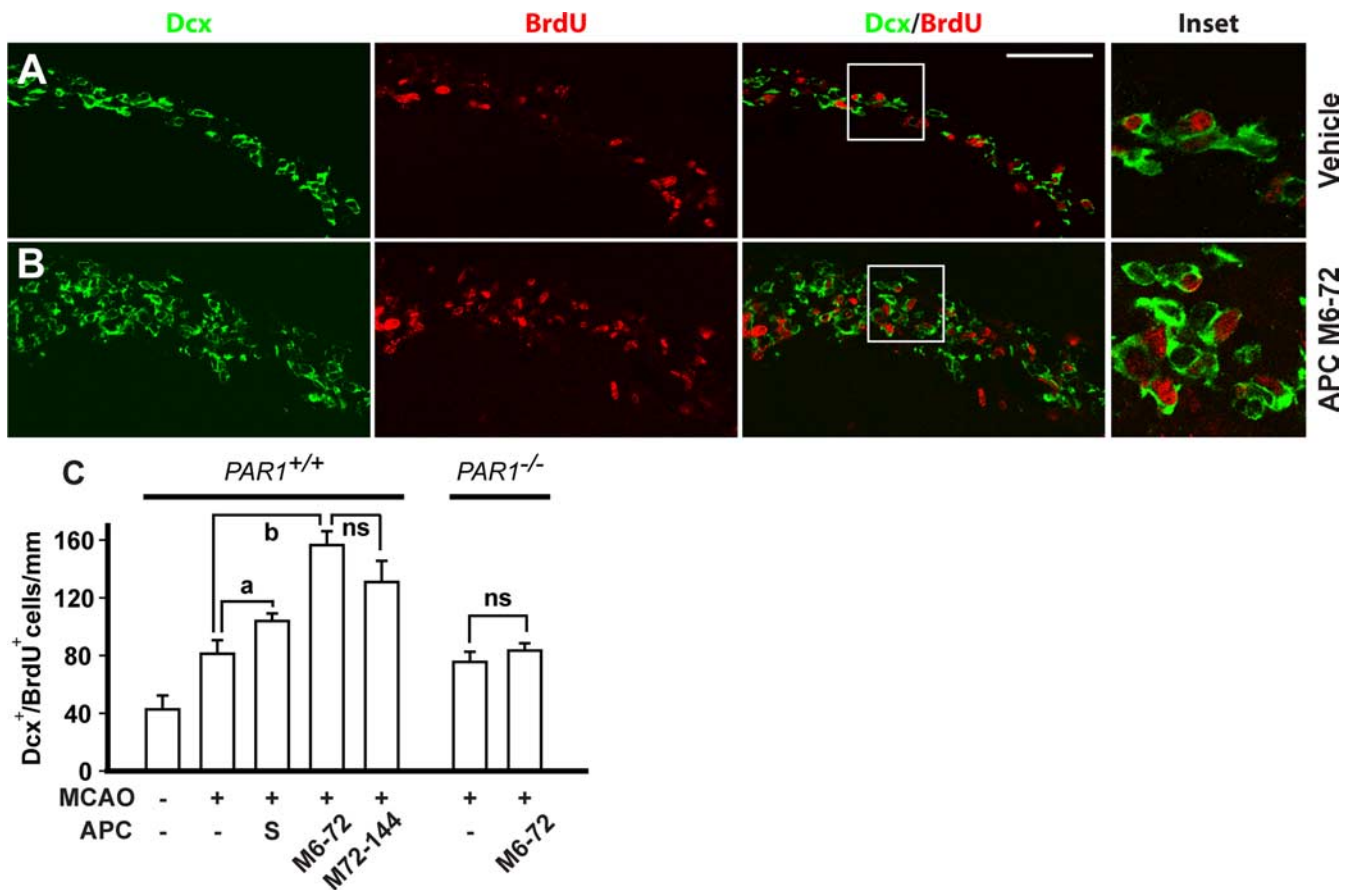 Dcx BrdU Dcx/BrdU Inset
A
Vehicle
B
APC M6-72
C PAR1+/+ PAR1-/-
Dcx+/BrdU+ cells/mm
160
120
80
40
0
a
b
ns
ns
MCAO - + + + + + +
APC - - S M6-72 M72-144 - M6-72